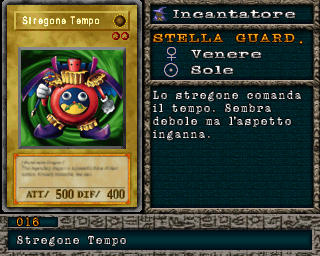 Stregone Tempo
ATT/ 500 DIF/ 400
Incantatore
STELLA GUARD.
♀ Venere
☉ Sole
Lo stregone comanda
il tempo. Sembra
debole ma l'aspetto
inganna.
016
Stregone Tempo